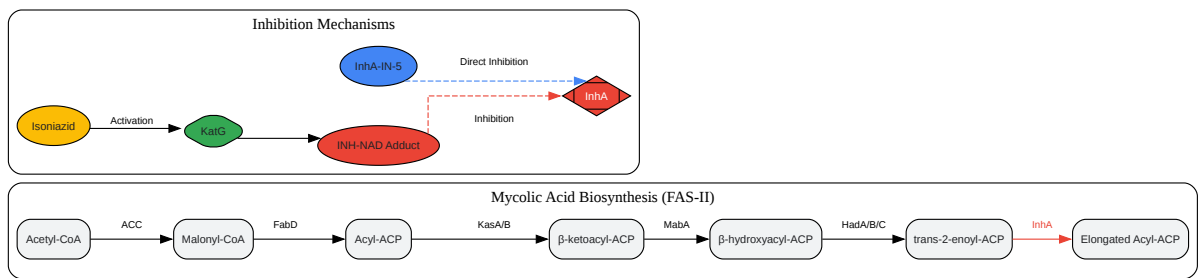 Inhibition Mechanisms
InhA-IN-5
Direct Inhibition
InhA
Isoniazid
Activation
KatG
INH-NAD Adduct
Inhibition
Mycolic Acid Biosynthesis (FAS-II)
Acetyl-CoA
ACC
Malonyl-CoA
FabD
Acyl-ACP
KasA/B
β-ketoacyl-ACP
MabA
β-hydroxyacyl-ACP
HadA/B/C
trans-2-enoyl-ACP
InhA
Elongated Acyl-ACP